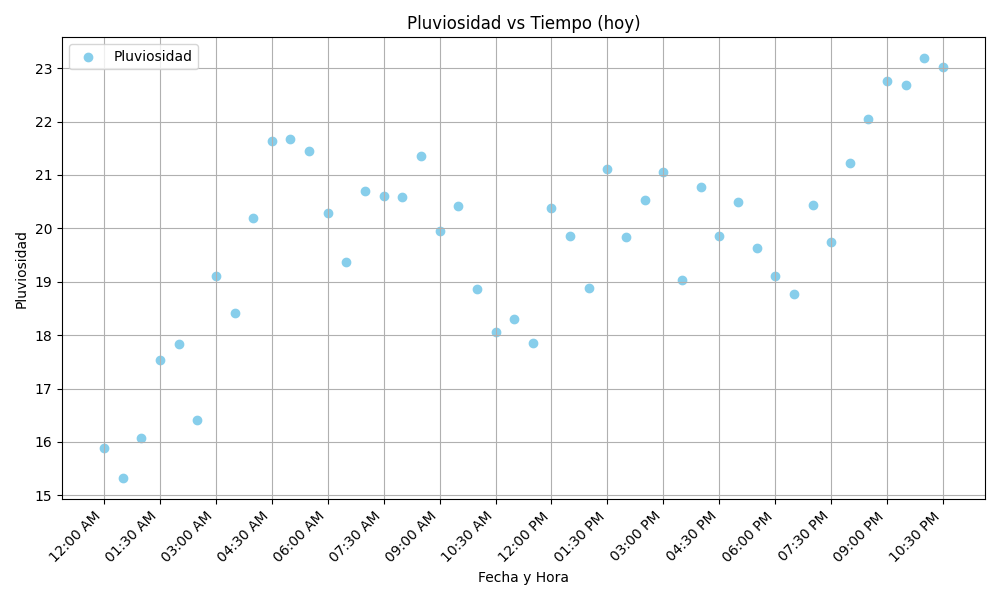 Pluviosidad vs Tiempo (hoy)
Pluviosidad
Pluviosidad
23
22
21
20
19
18
17
16
15
12:00 AM
01:30 AM
03:00 AM
04:30 AM
06:00 AM
07:30 AM
09:00 AM
10:30 AM
12:00 PM
01:30 PM
03:00 PM
04:30 PM
06:00 PM
07:30 PM
09:00 PM
10:30 PM
Fecha y Hora